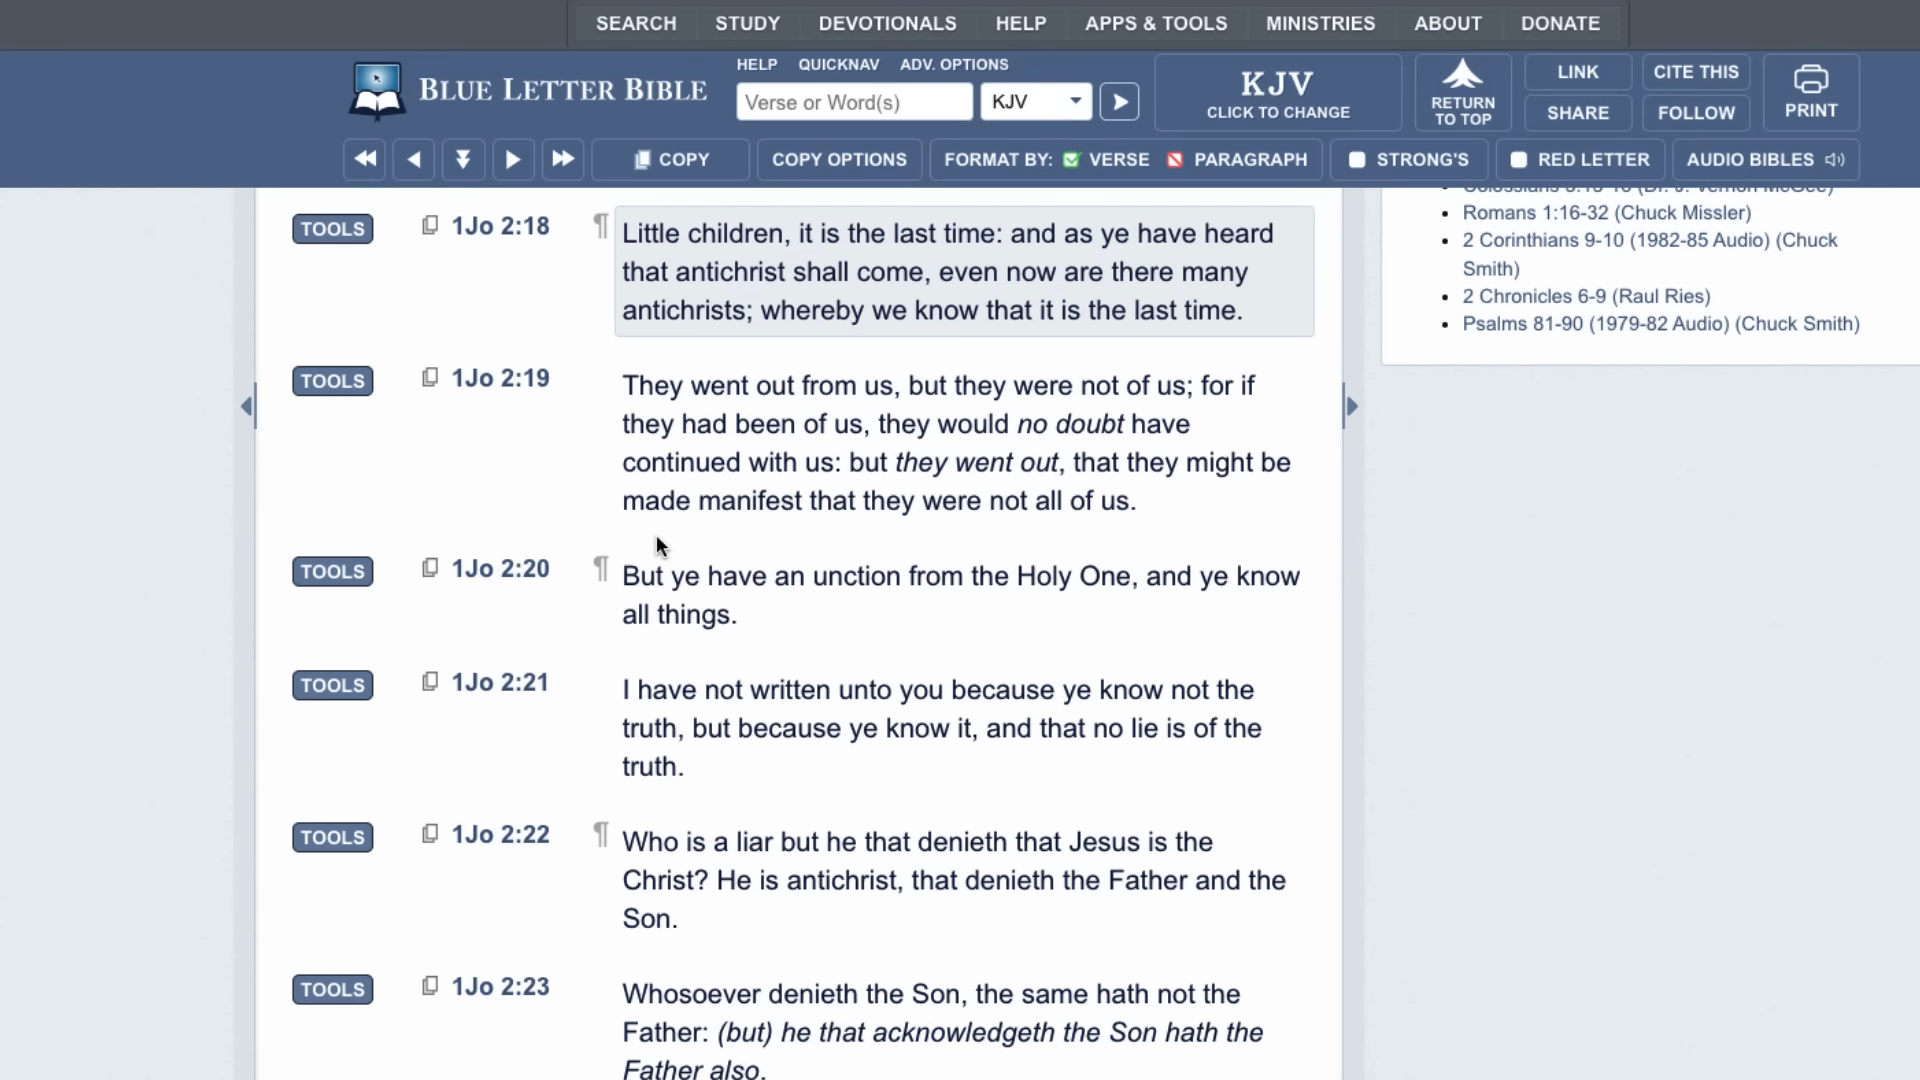 SEARCH STUDY DEVOTIONALS HELP APPS & TOOLS MINISTRIES ABOUT DONATE
BLUE LETTER BIBLE
HELP QUICKNAV ADV. OPTIONS
Verse or Word(s) KJV
KJV
CLICK TO CHANGE
RETURN
TO TOP
LINK CITE THIS
SHARE FOLLOW
PRINT
COPY COPY OPTIONS FORMAT BY: VERSE PARAGRAPH STRONG'S RED LETTER AUDIO BIBLES
TOOLS 1Jo 2:18 ¶ Little children, it is the last time: and as ye have heard
that antichrist shall come, even now are there many
antichrists; whereby we know that it is the last time.
TOOLS 1Jo 2:19 They went out from us, but they were not of us; for if
they had been of us, they would no doubt have
continued with us: but they went out, that they might be
made manifest that they were not all of us.
TOOLS 1Jo 2:20 ¶ But ye have an unction from the Holy One, and ye know
all things.
TOOLS 1Jo 2:21 I have not written unto you because ye know not the
truth, but because ye know it, and that no lie is of the
truth.
TOOLS 1Jo 2:22 ¶ Who is a liar but he that denieth that Jesus is the
Christ? He is antichrist, that denieth the Father and the
Son.
TOOLS 1Jo 2:23 Whosoever denieth the Son, the same hath not the
Father: (but) he that acknowledgeth the Son hath the
Father also.
(Dr. J. Vernon McGee)
Romans 1:16-32 (Chuck Missler)
2 Corinthians 9-10 (1982-85 Audio) (Chuck
Smith)
2 Chronicles 6-9 (Raul Ries)
Psalms 81-90 (1979-82 Audio) (Chuck Smith)